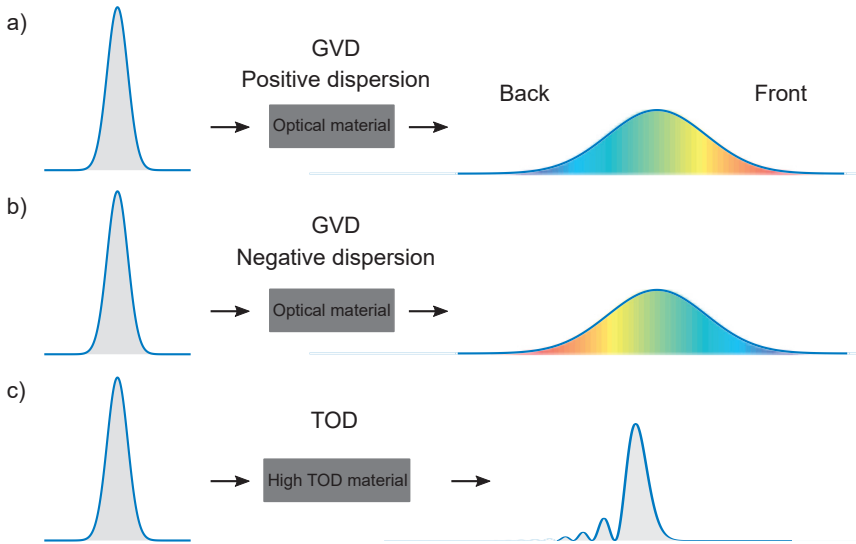 a)
GVD
Positive dispersion
Optical material
Back
Front
b)
GVD
Negative dispersion
Optical material
c)
TOD
High TOD material